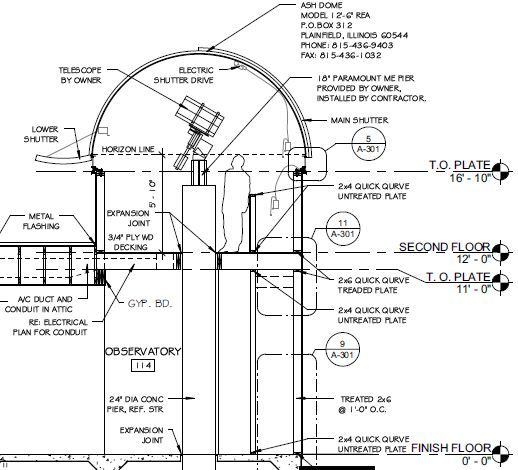 ASH DOME
MODEL 12'-6" REA
P.O.BOX 312
PLAINFIELD, ILLINOIS 60544
PHONE: 815-436-9403
FAX: 815-436-1032
TELESCOPE
BY OWNER
ELECTRIC
SHUTTER DRIVE
18" PARAMOUNT ME PIER
PROVIDED BY OWNER,
INSTALLED BY CONTRACTOR.
MAIN SHUTTER
LOWER
SHUTTER
HORIZON LINE
5
A-301
T.O. PLATE
16' - 10"
5' - 10"
2x4 QUICK QURVE
UNTREATED PLATE
METAL
FLASHING
EXPANSION
JOINT
3/4" PLY WD
DECKING
11
A-301
SECOND FLOOR
12' - 0"
T. O. PLATE
11' - 0"
2x6 QUICK QURVE
TREADED PLATE
A/C DUCT AND
CONDUIT IN ATTIC
GYP. BD.
RE: ELECTRICAL
PLAN FOR CONDUIT
2x4 QUICK QURVE
UNTREATED PLATE
OBSERVATORY
114
9
A-301
24" DIA CONC
PIER, REF. STR
TREATED 2x6
@ 1'-0" O.C.
EXPANSION
JOINT
2x4 QUICK QURVE
UNTREATED PLATE
FINISH FLOOR
0' - 0"